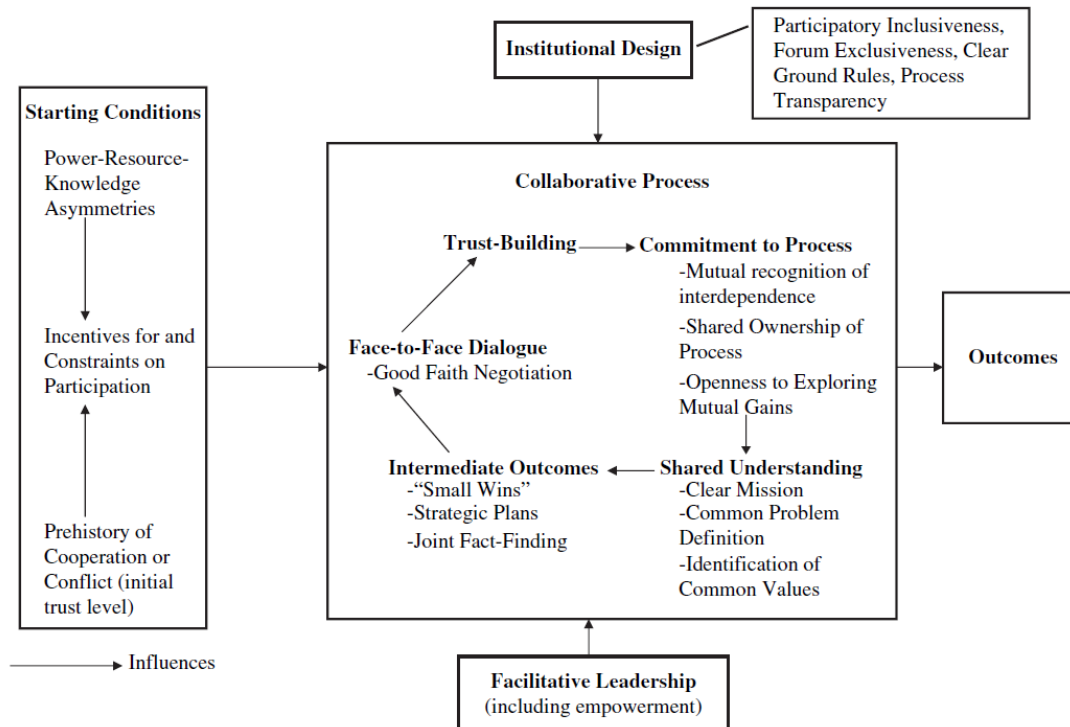 Institutional Design
Participatory Inclusiveness,
Forum Exclusiveness, Clear
Ground Rules, Process
Transparency
Starting Conditions
Power-Resource-
Knowledge
Asymmetries
Incentives for and
Constraints on
Participation
Prehistory of
Cooperation or
Conflict (initial
trust level)
Influences
Collaborative Process
Trust-Building
Commitment to Process
-Mutual recognition of
interdependence
-Shared Ownership of
Process
-Openness to Exploring
Mutual Gains
Face-to-Face Dialogue
-Good Faith Negotiation
Intermediate Outcomes
-“Small Wins”
-Strategic Plans
-Joint Fact-Finding
Shared Understanding
-Clear Mission
-Common Problem
Definition
-Identification of
Common Values
Outcomes
Facilitative Leadership
(including empowerment)